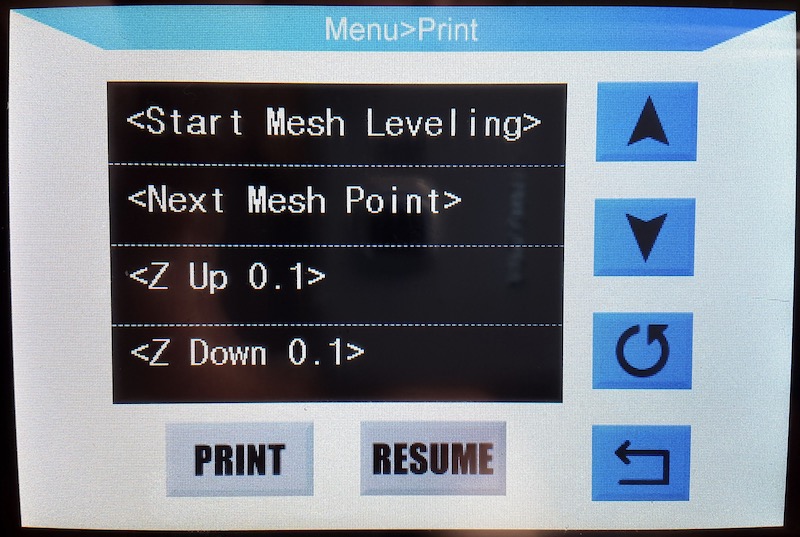 Menu>Print
<Start Mesh Leveling>
<Next Mesh Point>
<Z Up 0.1>
<Z Down 0.1>
PRINT
RESUME